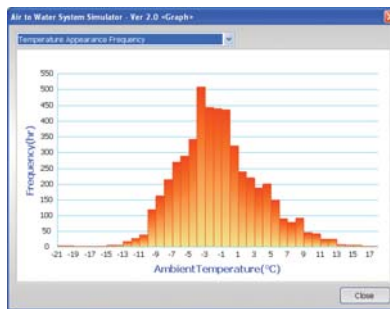 Air to Water System Simulator - Ver 2.0 <Graph>
Temperature Appearance Frequency
550
500
450
400
350
300
250
200
150
100
50
0
Frequency(hr)
-21 -19 -17 -15 -13 -11 -9 -7 -5 -3 -1 1 3 5 7 9 11 13 15 17
AmbientTemperature(°C)
Close